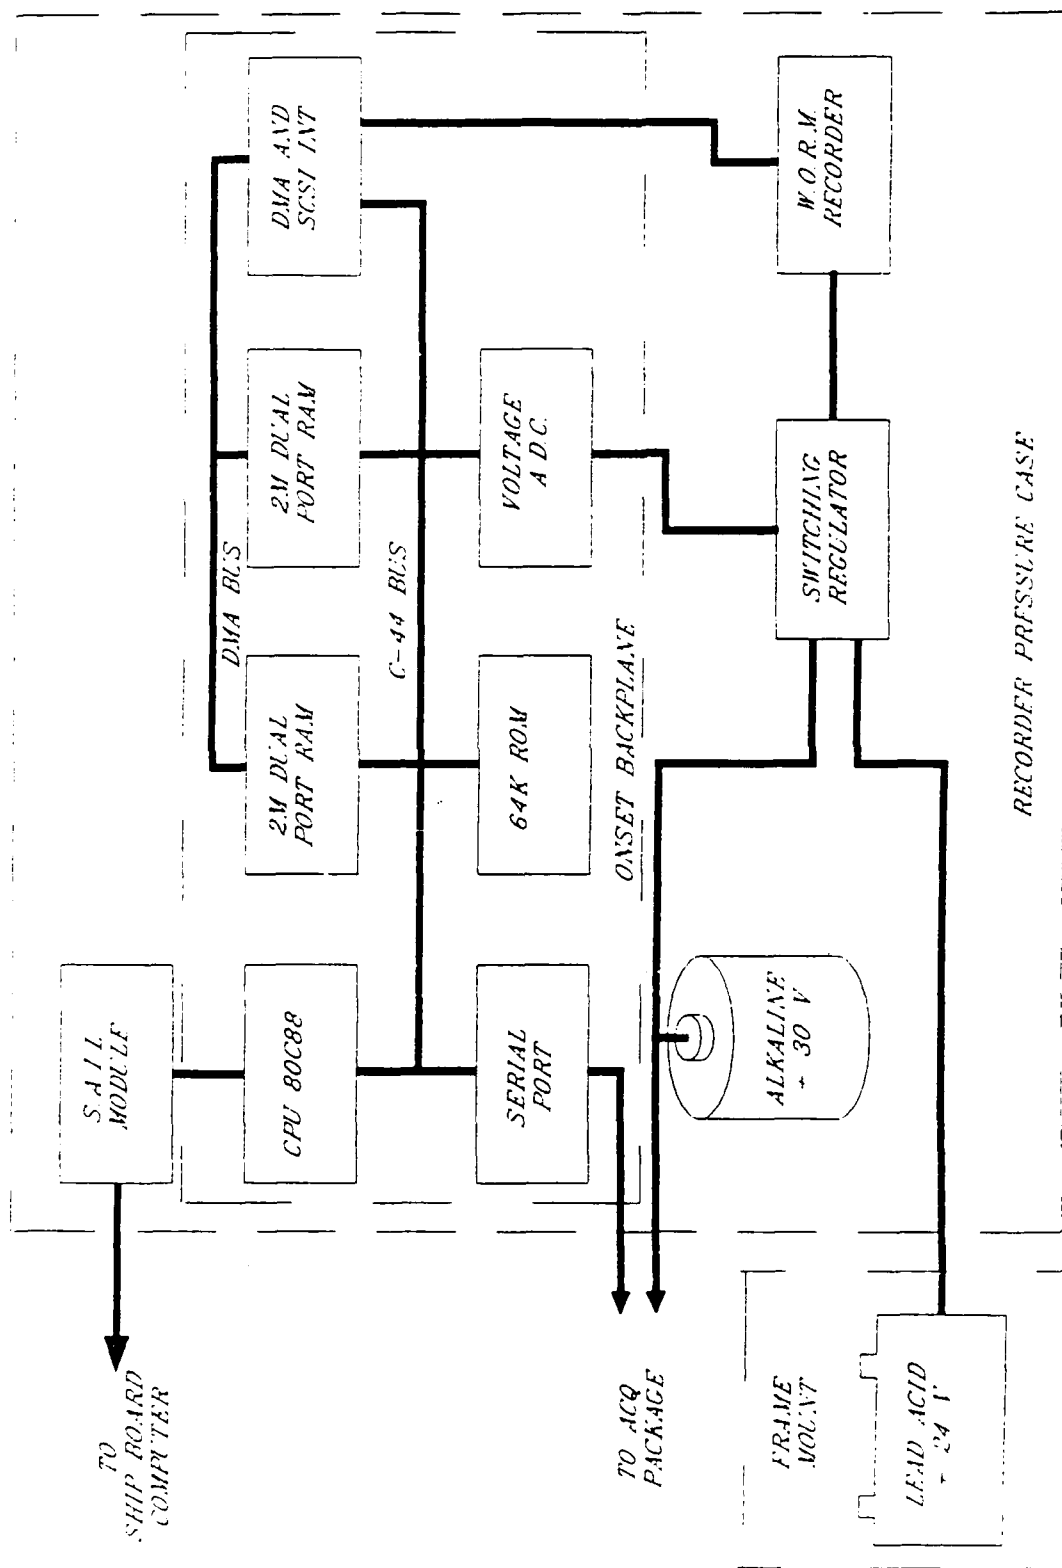 TO
SHIP BOARD
COMPUTER
S A I L
MODULE
CPU 80C88
2M DUAL
PORT RAM
2M DUAL
PORT RAM
DMA AND
SCSI INT
DMA BUS
C-44 BUS
SERIAL
PORT
64K ROM
VOLTAGE
A D.C.
ONSET BACKPLANE
TO ACQ
PACKAGE
ALKALINE
+ 30 V
SWITCHING
REGULATOR
W.O.R.M.
RECORDER
FRAME
MOUNT
LEAD ACID
+ 24 V
RECORDER PRESSURE CASE